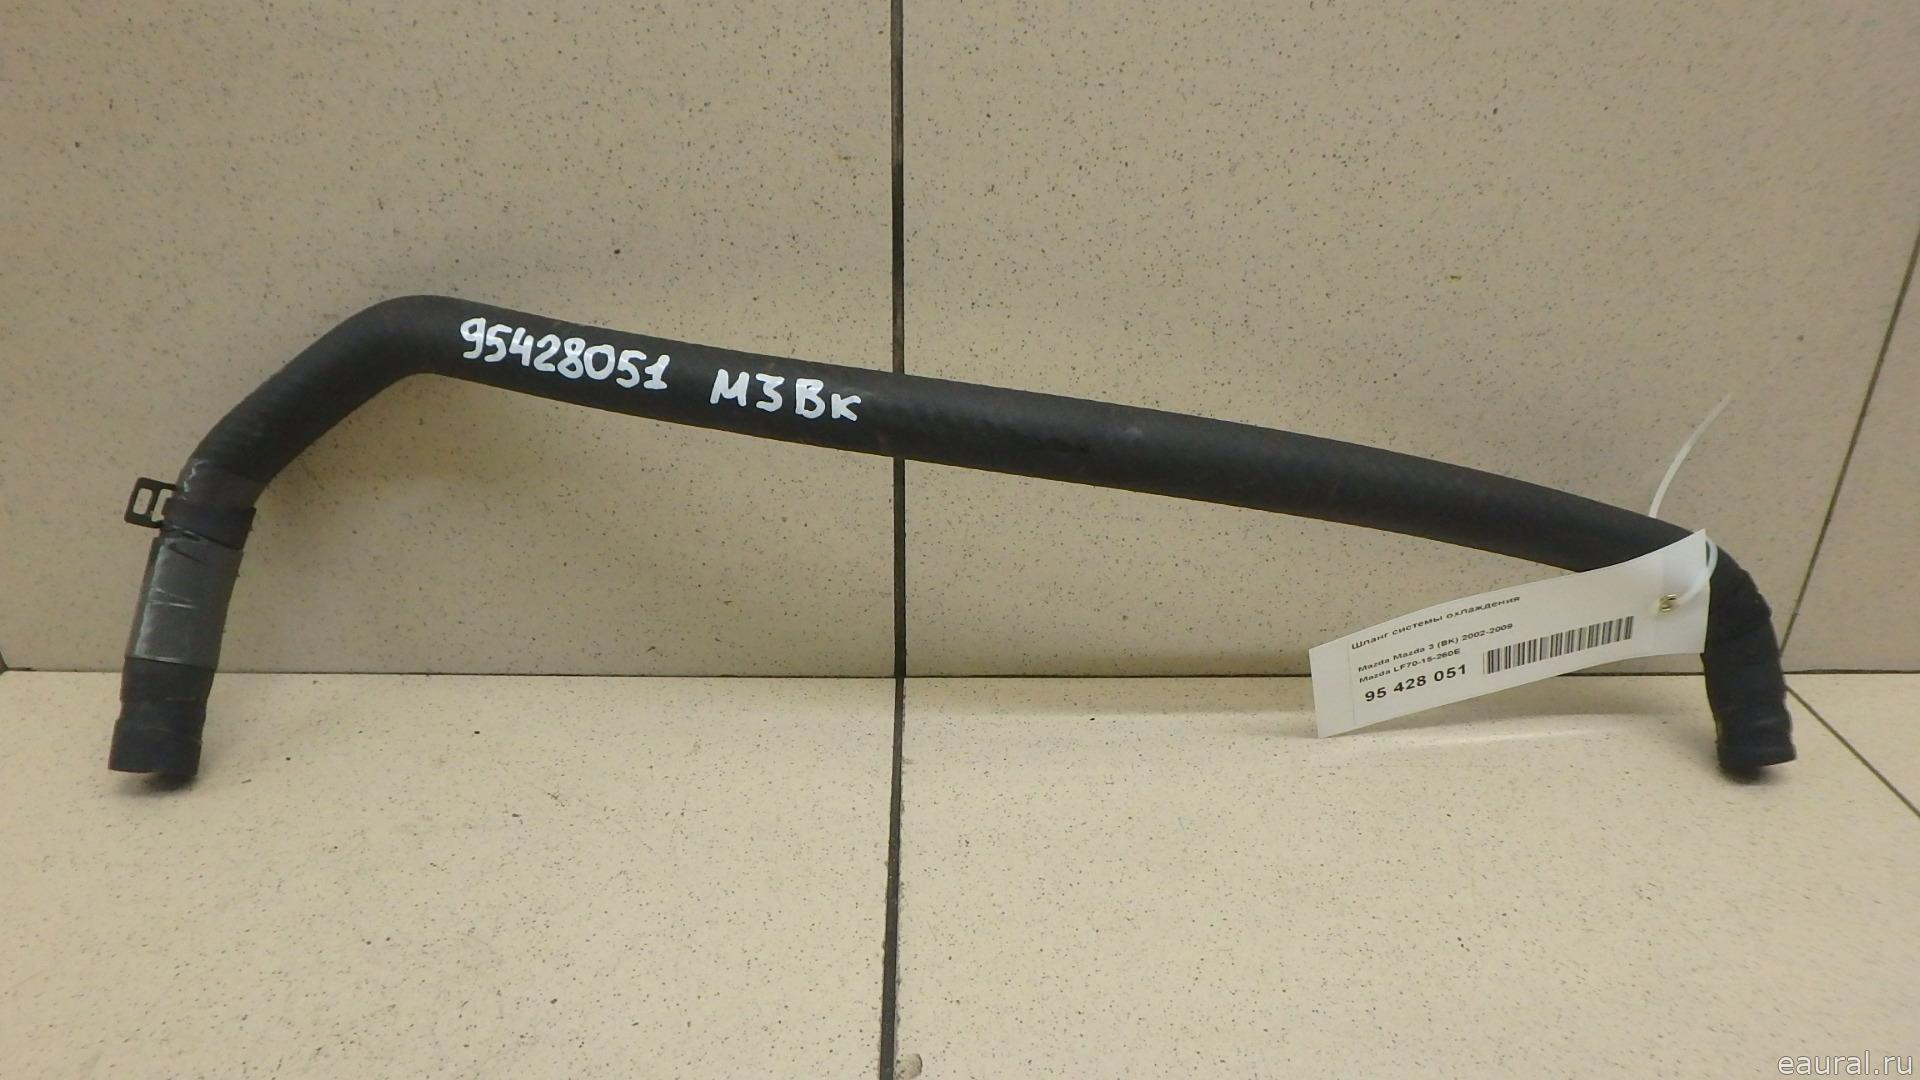 95428051 М3Вк
Шланг системы охлаждения
Mazda Mazda 3 (BK) 2002-2009
Mazda LF70-15-260E
95 428 051
eaural.ru